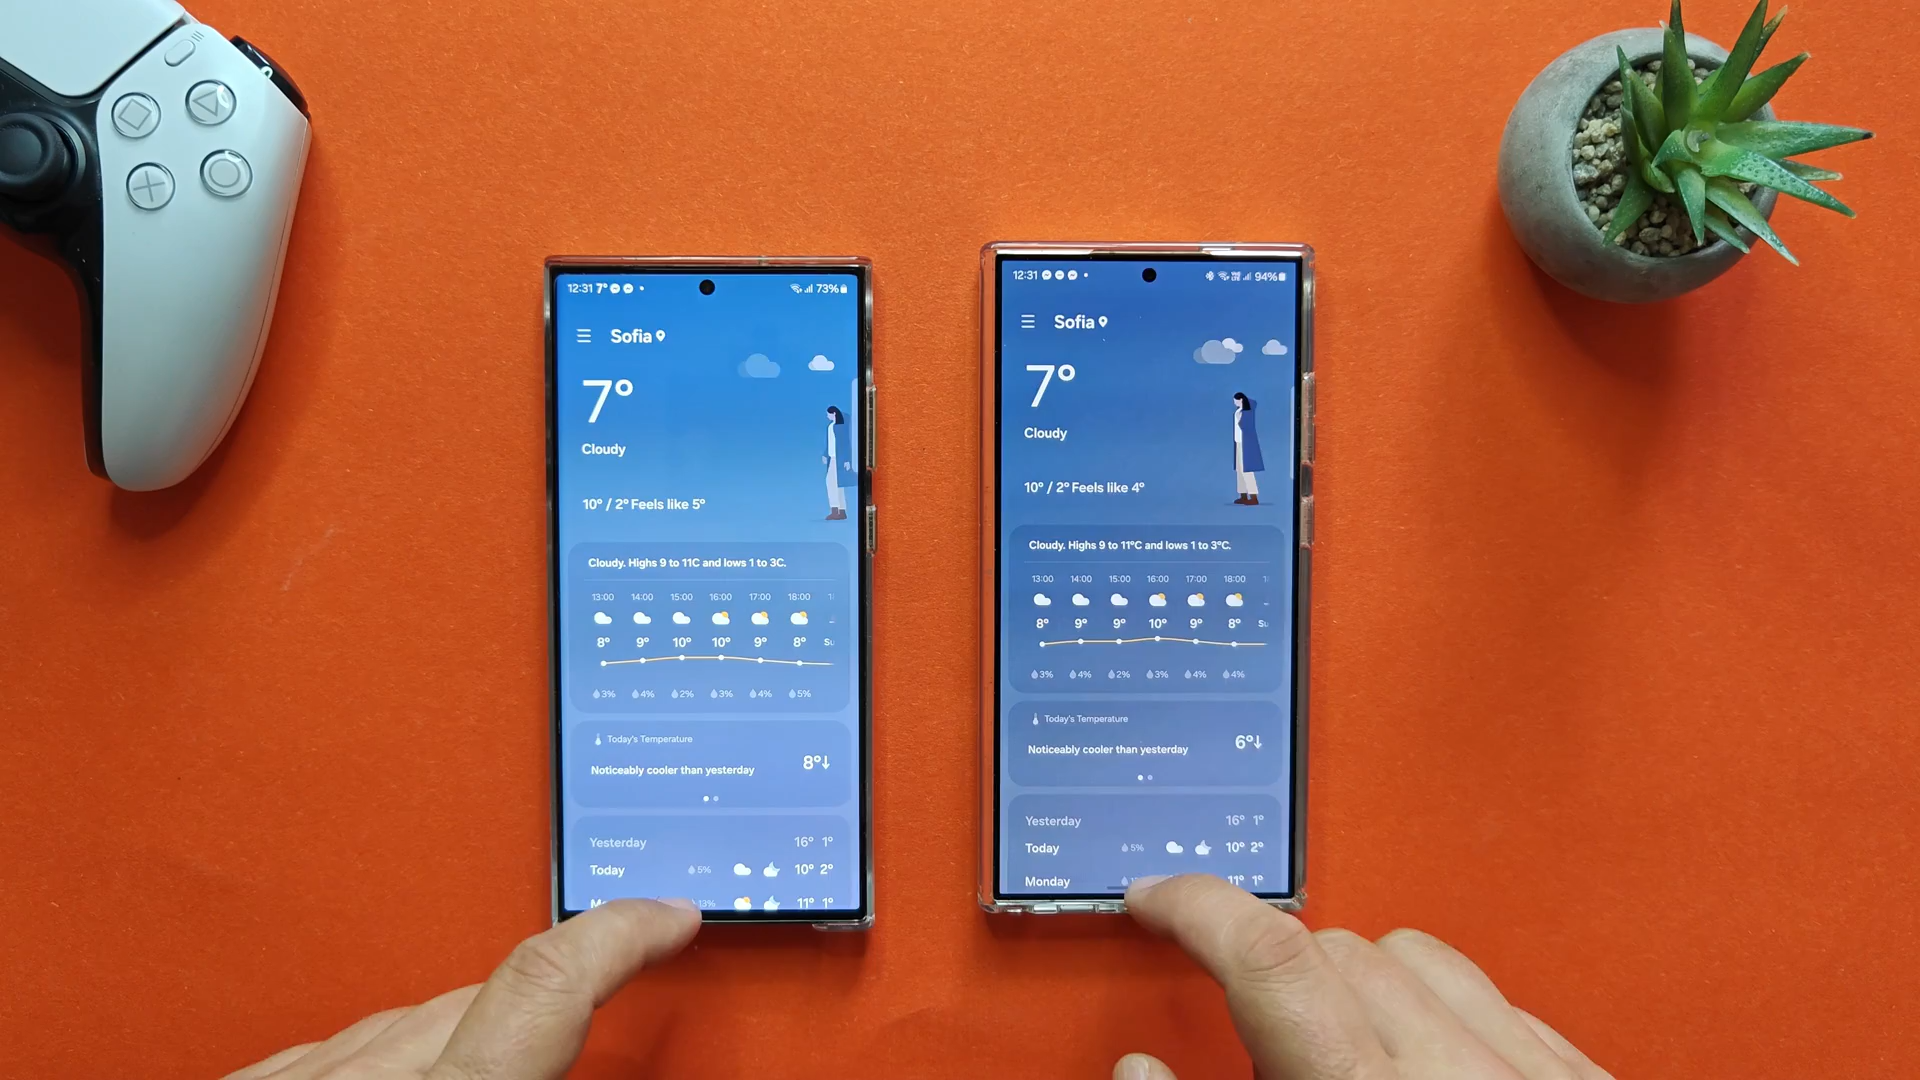 12:31 7°
73%
Sofia
7°
Cloudy
10° / 2° Feels like 5°
Cloudy. Highs 9 to 11C and lows 1 to 3C.
13:00 14:00 15:00 16:00 17:00 18:00
8° 9° 10° 10° 9° 8° Su
3% 4% 2% 3% 4% 5%
Today's Temperature
Noticeably cooler than yesterday
8°↓
Yesterday 16° 1°
Today 5% 10° 2°
13% 11° 1°
12:31
94%
Sofia
7°
Cloudy
10° / 2° Feels like 4°
Cloudy. Highs 9 to 11°C and lows 1 to 3°C.
13:00 14:00 15:00 16:00 17:00 18:00
8° 9° 9° 10° 9° 8° Su
3% 4% 2% 3% 4% 4%
Today's Temperature
Noticeably cooler than yesterday
6°↓
Yesterday 16° 1°
Today 5% 10° 2°
Monday 11° 1°